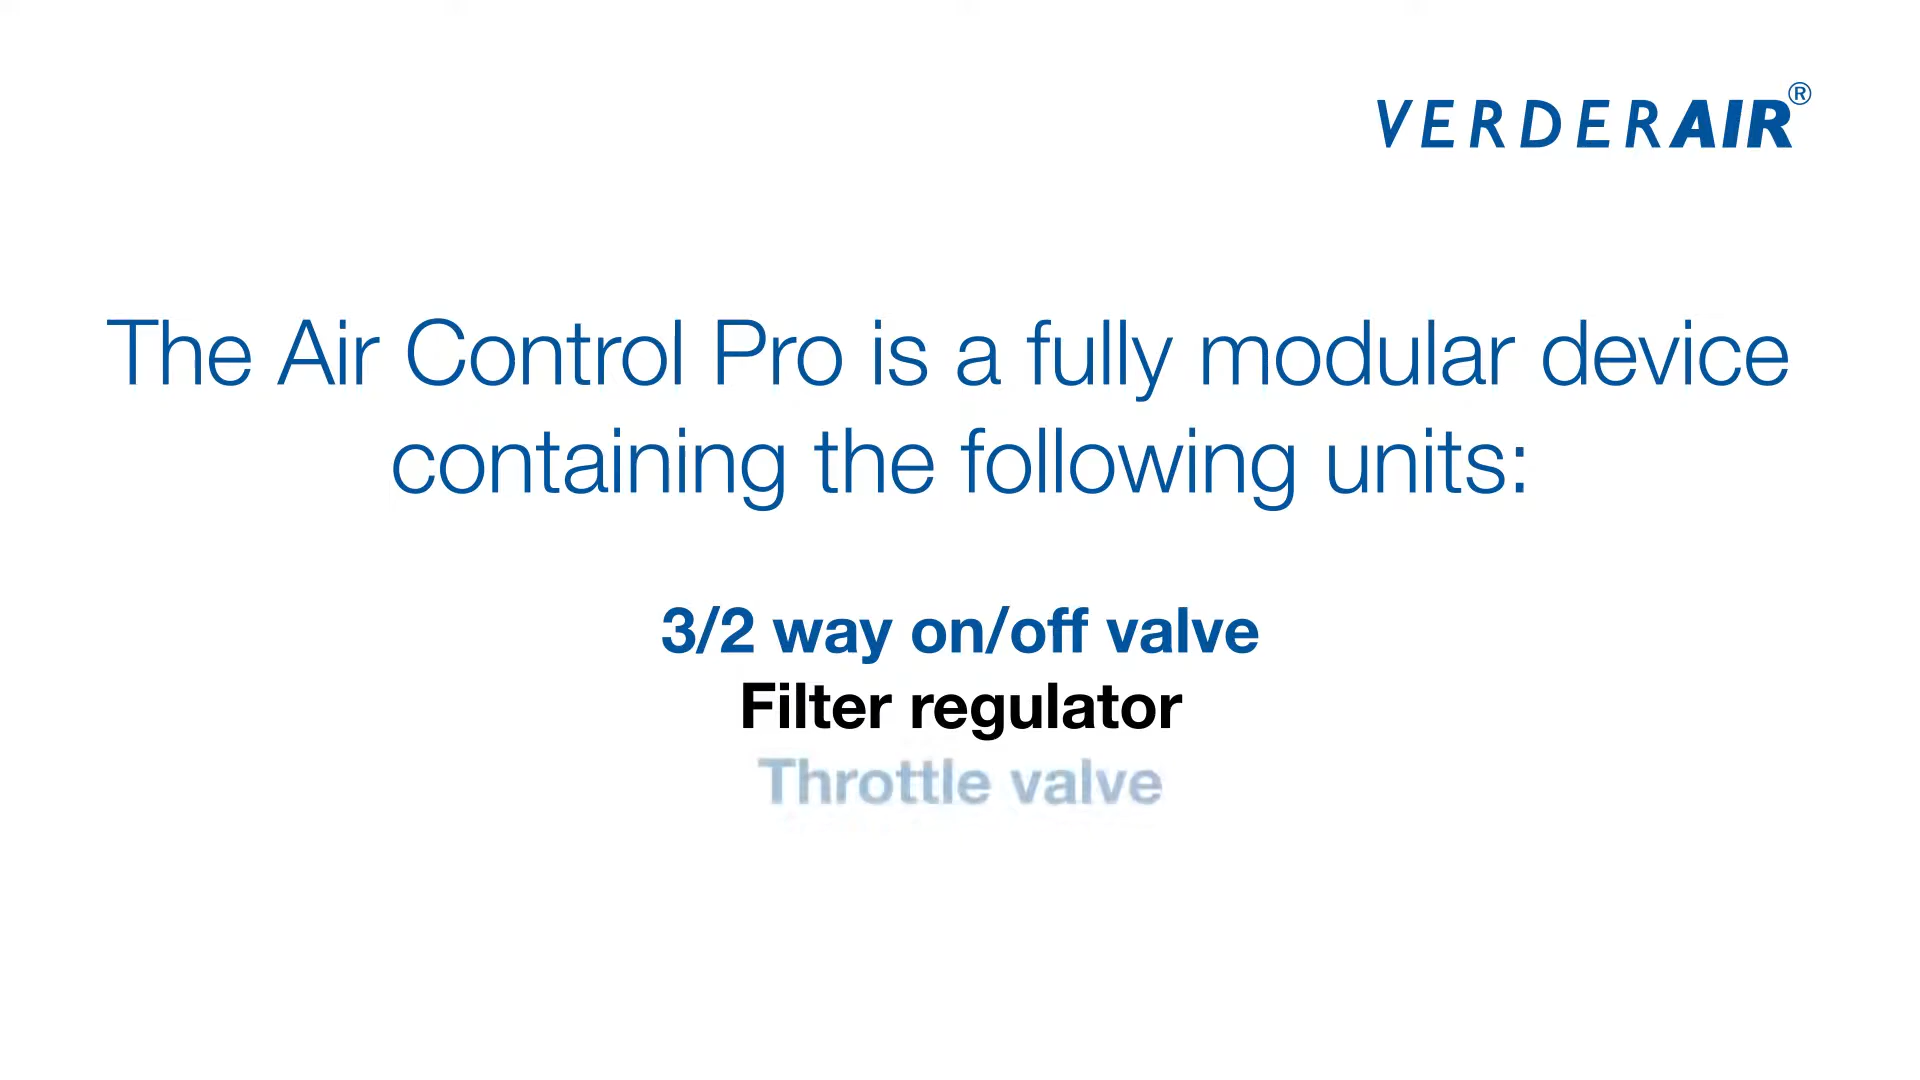 VERDERAIR®
The Air Control Pro is a fully modular device
containing the following units:
3/2 way on/off valve
Filter regulator
Throttle valve